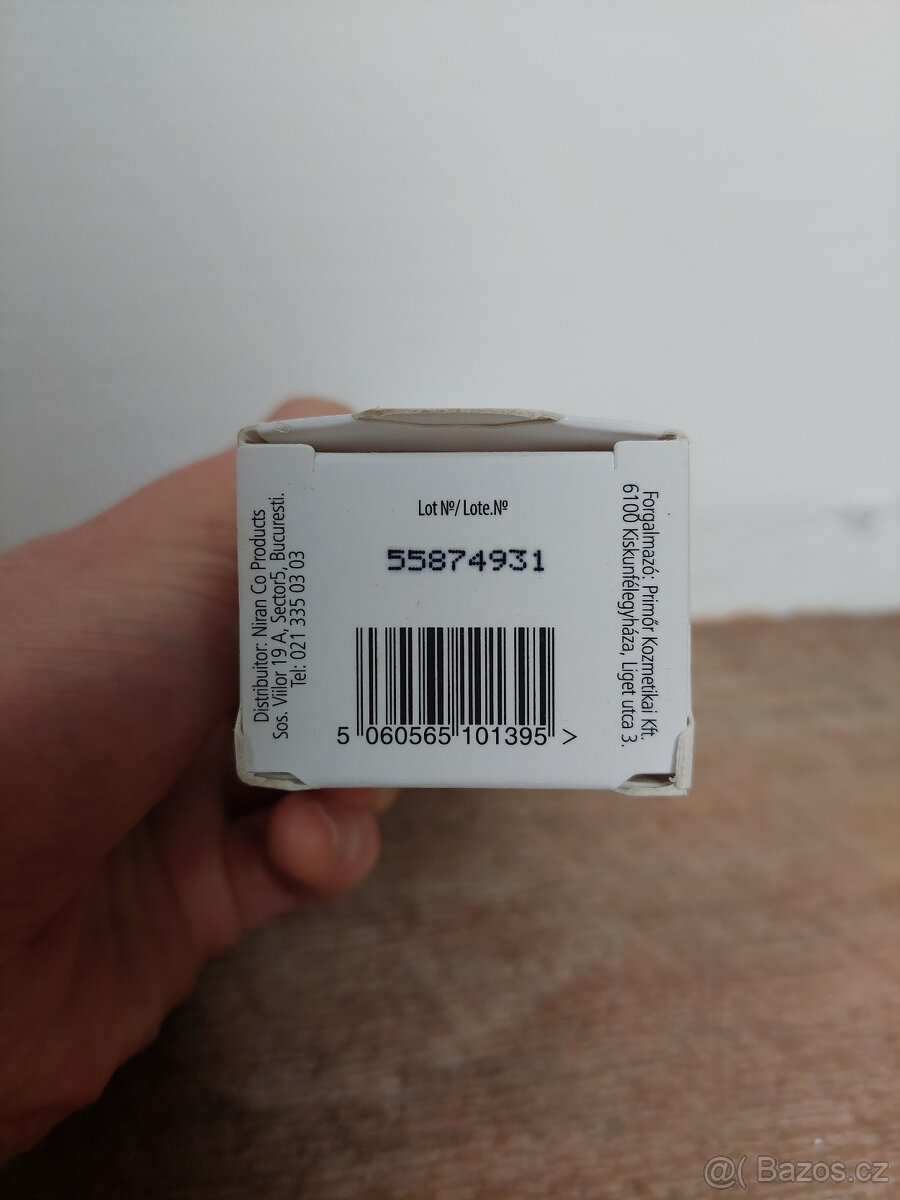 Distribuitor: Niran Co Products
Sos. Viilor 19 A, Sector5, Bucuresti.
Tel: 021 335 03 03
Lot Nº/ Lote.Nº
55874931
5 060565 101395 >
Forgalmazó: Primőr Kozmetikai Kft.
6100 Kiskunfélegyháza, Liget utca 3.
@( Bazos.cz